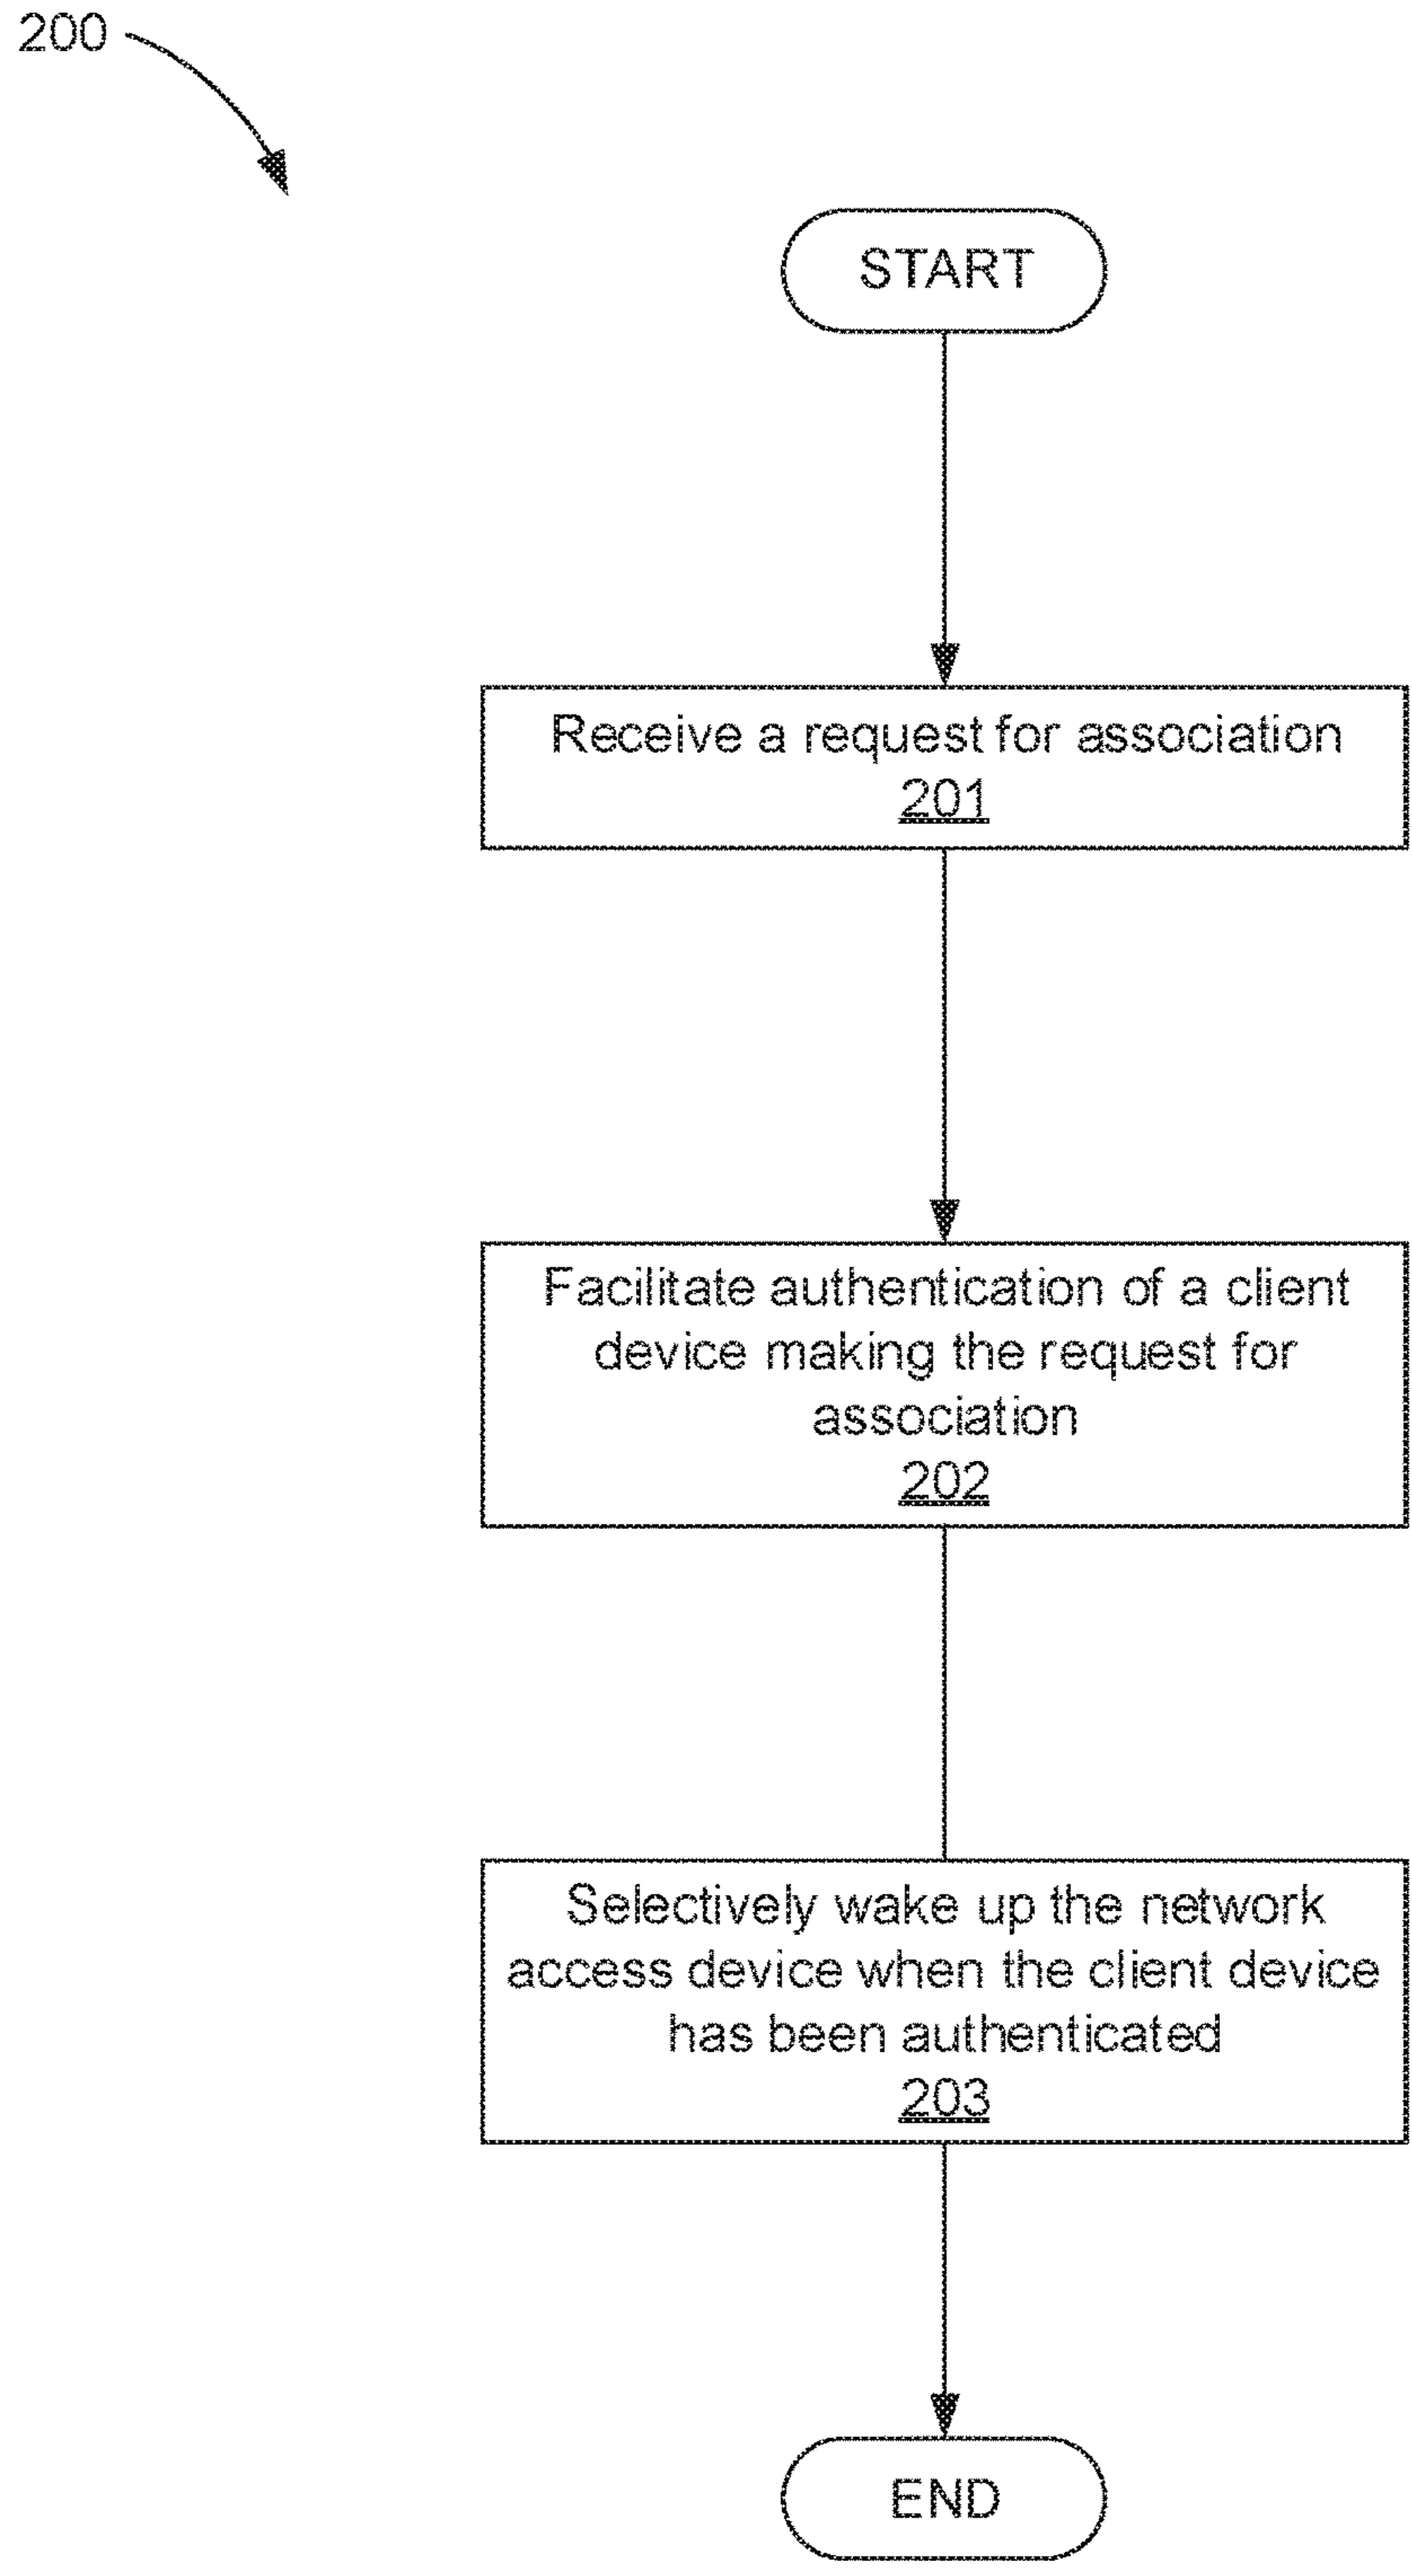 200
START
Receive a request for association
201
Facilitate authentication of a client
device making the request for
association
202
Selectively wake up the network
access device when the client device
has been authenticated
203
END